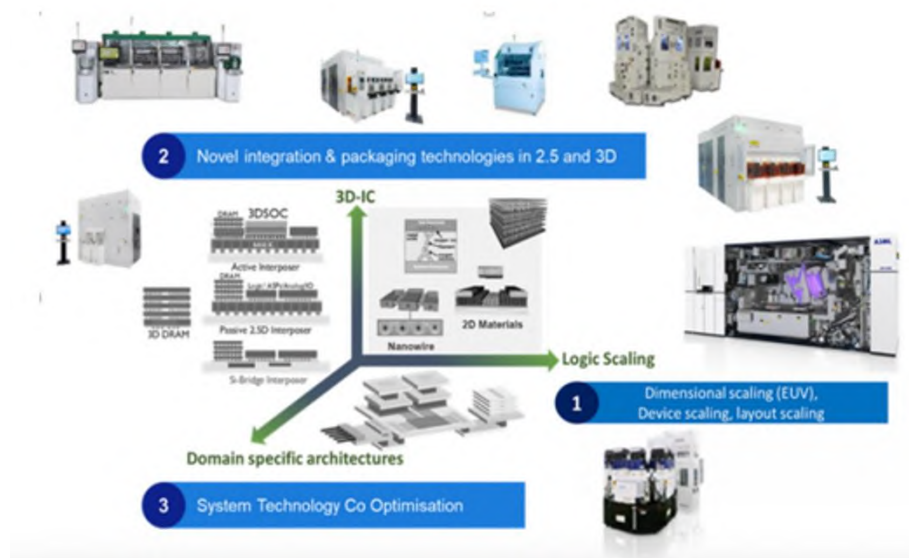 2 Novel integration & packaging technologies in 2.5 and 3D
3D-IC
DRAM
3DSOC
Active Interposer
DRAM
Passive 2.5D Interposer
3D DRAM
Si-Bridge Interposer
Nanowire
2D Materials
Logic Scaling
1 Dimensional scaling (EUV),
Device scaling, layout scaling
Domain specific architectures
3 System Technology Co Optimisation
ASML